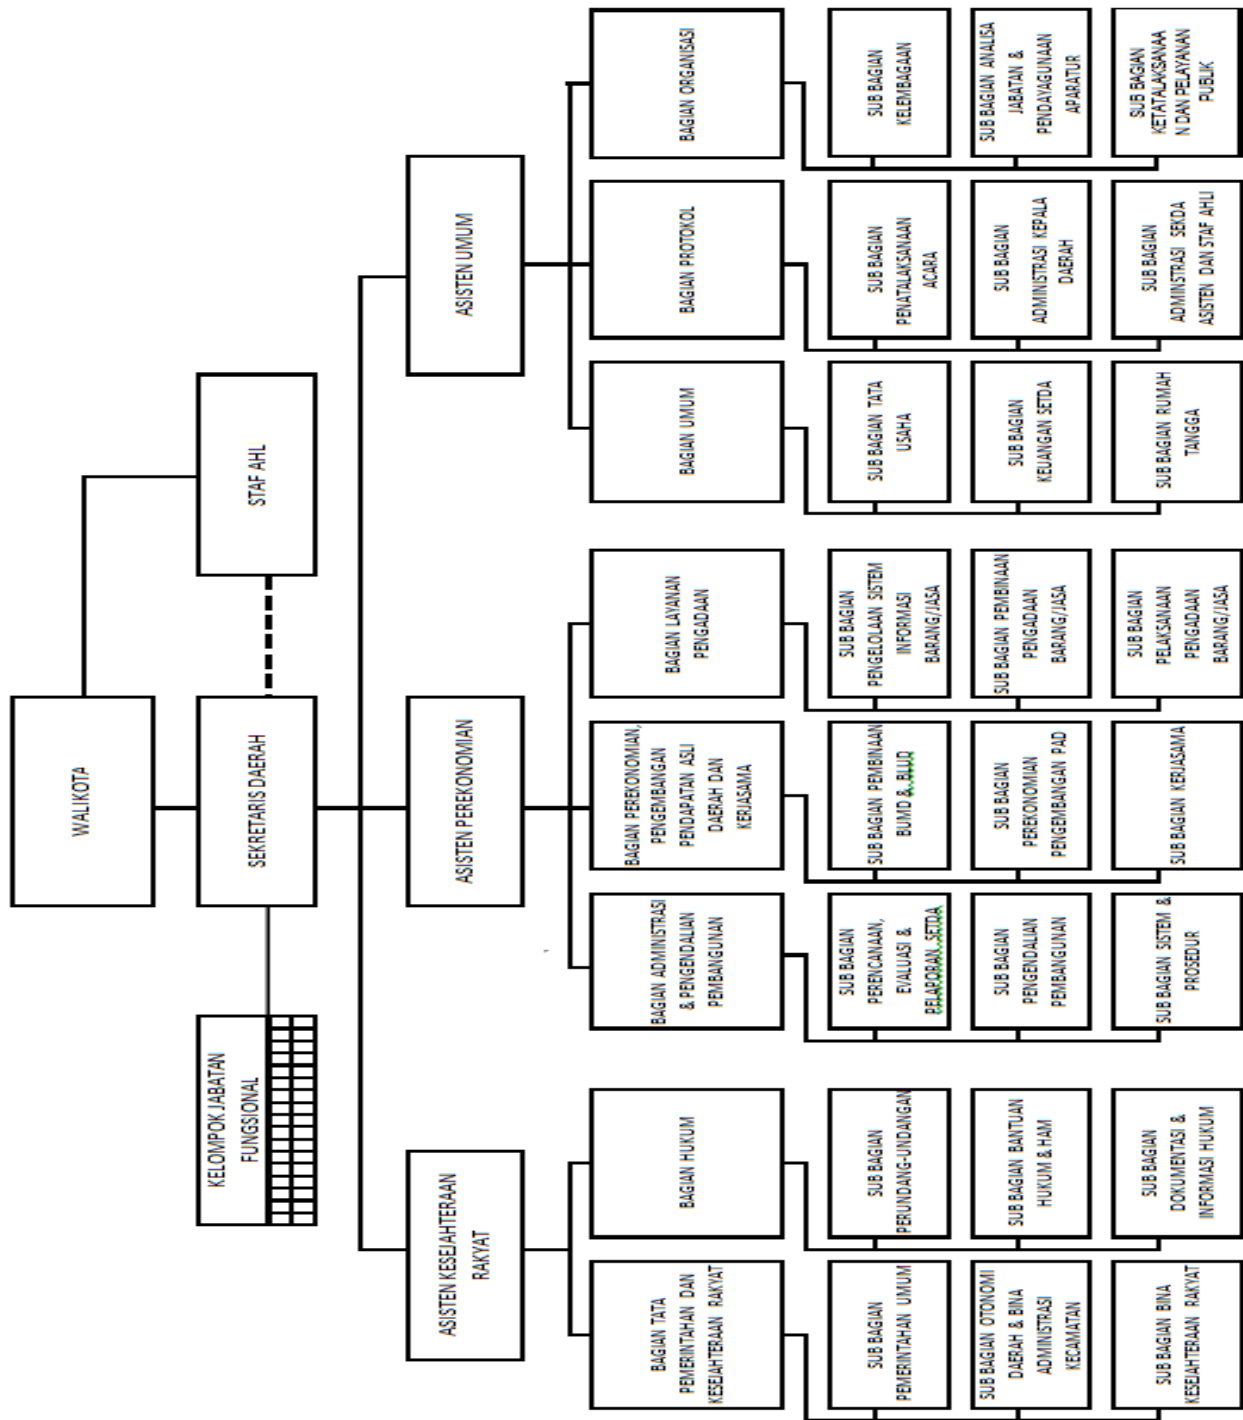 WALIKOTA
KELOMPOK JABATAN
FUNGSIONAL
SEKRETARIS DAERAH
STAF AHL
ASISTEN KESEJAHTERAAN
RAKYAT
ASISTEN PEREKONOMIAN
ASISTEN UMUM
BAGIAN TATA
PEMERINTAHAN DAN
KESEJAHTERAAN RAKYAT
BAGIAN HUKUM
BAGIAN ADMINISTRASI
& PENGENDALIAN
PEMBANGUNAN
BAGIAN PEREKONOMIAN,
PENGEMBANGAN
PENDAPATAN ASLI
DAERAH DAN
KERJASAMA
BAGIAN LAYANAN
PENGADAAN
BAGIAN UMUM
BAGIAN PROTOKOL
BAGIAN ORGANISASI
SUB BAGIAN
PEMERINTAHAN UMUM
SUB BAGIAN
PERUNDANG-UNDANGAN
SUB BAGIAN
PERENCANAAN,
EVALUASI &
PELAPORAN SETDA
SUB BAGIAN PEMBINAAN
BUMD & BLUD
SUB BAGIAN
PENGELOLAAN SISTEM
INFORMASI
BARANG/JASA
SUB BAGIAN TATA
USAHA
SUB BAGIAN
PENATALAKSANAAN
ACARA
SUB BAGIAN
KELEMBAGAAN
SUB BAGIAN OTONOMI
DAERAH & BINA
ADMINISTRASI
KECAMATAN
SUB BAGIAN BANTUAN
HUKUM & HAM
SUB BAGIAN
PENGENDALIAN
PEMBANGUNAN
SUB BAGIAN
PEREKONOMIAN
PENGEMBANGAN PAD
SUB BAGIAN PEMBINAAN
PENGADAAN
BARANG/JASA
SUB BAGIAN
KEUANGAN SETDA
SUB BAGIAN
ADMINISTRASI KEPALA
DAERAH
SUB BAGIAN ANALISA
JABATAN &
PENDAYAGUNAAN
APARATUR
SUB BAGIAN BINA
KESEJAHTERAAN RAKYAT
SUB BAGIAN
DOKUMENTASI &
INFORMASI HUKUM
SUB BAGIAN SISTEM &
PROSEDUR
SUB BAGIAN KERJASAMA
SUB BAGIAN
PELAKSANAAN
PENGADAAN
BARANG/JASA
SUB BAGIAN RUMAH
TANGGA
SUB BAGIAN
ADMINSTRASI SEKDA
ASISTEN DAN STAF AHLI
SUB BAGIAN
KETATALAKSANAA
N DAN PELAYANAN
PUBLIK